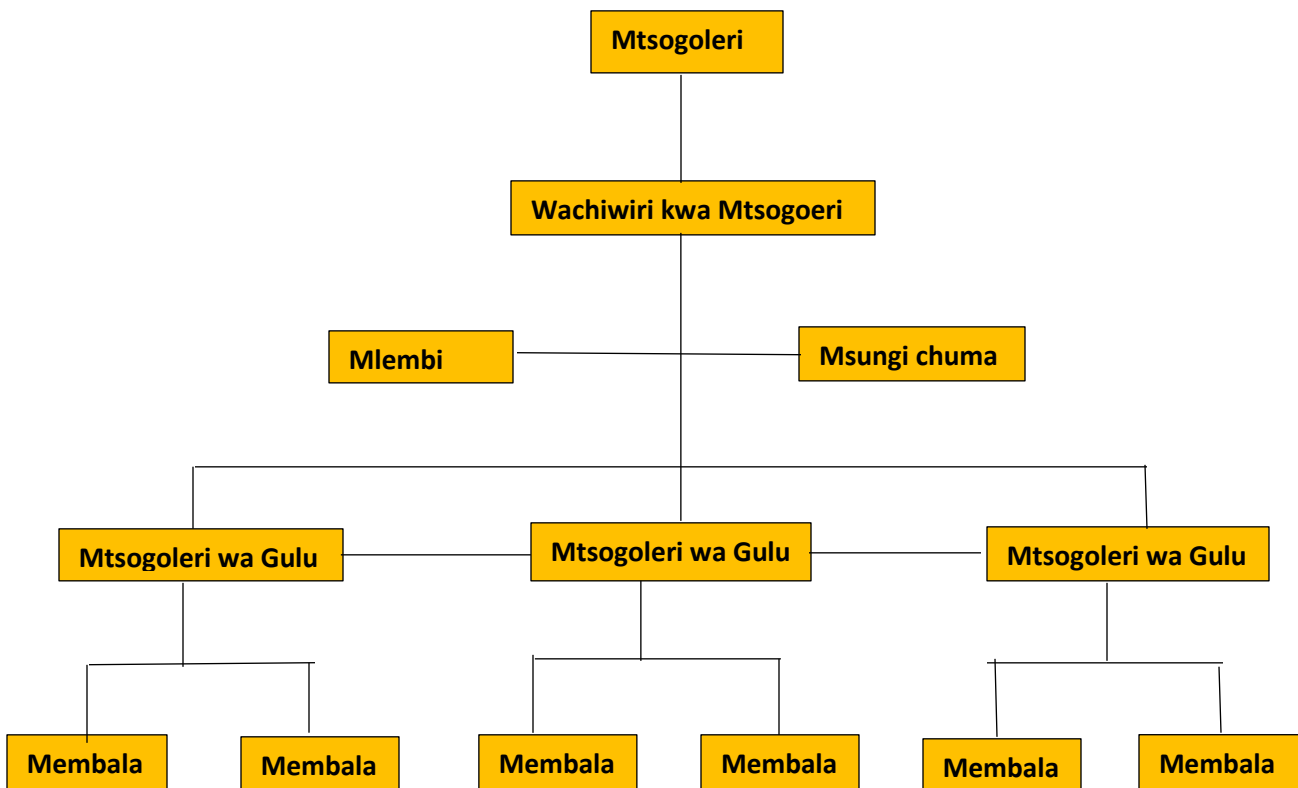 Mtsogoleri
Wachiwiri kwa Mtsogoeri
Mlembi
Msungi chuma
Mtsogoleri wa Gulu
Mtsogoleri wa Gulu
Mtsogoleri wa Gulu
Membala
Membala
Membala
Membala
Membala
Membala